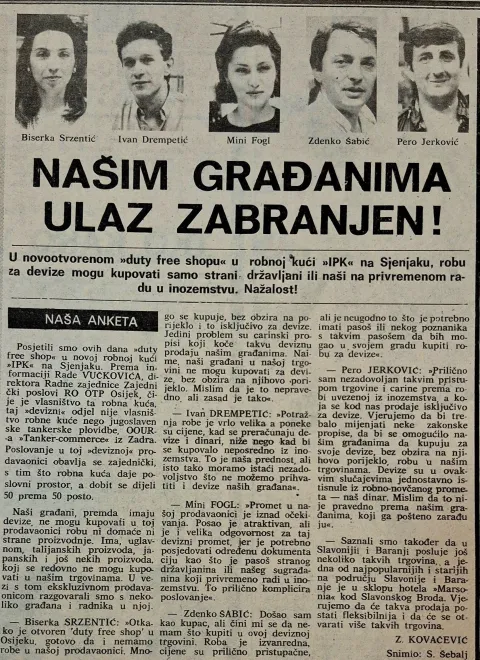 Biserka Srzentić
Ivan Drempetić
Mini Fogl
Zdenko Šabić
Pero Jerković
NAŠIM GRAĐANIMA
ULAZ ZABRANJEN!
U novootvorenom »duty free shopu« u robnoj kući »IPK« na Sjenjaku, robu
za devize mogu kupovati samo strani državljani ili naši na privremenom ra-
du u inozemstvu. Nažalost!
NAŠA ANKETA
Posjetili smo ovih dana »duty
free shop« u novoj robnoj kući
»IPK« na Sjenjaku. Prema in-
formaciji Rade VUČKOVIĆA, di-
rektora Radne zajednice Zajedni
čki poslovi RO OTP Osijek, či-
je je vlasništvo ta robna kuća,
taj »devizni« odjel nije vlasniš-
tvo robne kuće nego jugoslaven-
ske tankerske plovidbe, OOUR-
-a »Tanker-commerce« iz Zadra.
Poslovanje u toj »deviznoj« pro-
davaonici obavlja se zajednički,
s tim što robna kuća daje po-
slovni prostor, a dobit se dijeli
50 prema 50 posto.
Naši građani, premda imaju
devize, ne mogu kupovati u toj
prodavaonici robu ni domaće ni
strane proizvodnje. Ima, uglav-
nom, talijanskih proizvoda, ja-
panskih i još nekih proizvoda,
koji se redovno ne mogu kupo-
vati u našim trgovinama. U ve-
zi s tom ekskluzivnom prodava-
onicom razgovarali smo s neko-
liko građana i radnika u njoj.
— Biserka SRZENTIĆ: »Otka-
ko je otvoren 'duty free shop' u
Osijeku, gotovo da i nemamo
robe u našoj prodavaonici. Mno-
go se kupuje, bez obzira na po-
rijeklo i to isključivo za devize.
Jedini problem su carinski pro-
pisi koji koče takvu deviznu
prodaju našim građanima. Nai-
me, naši građani u našoj trgovi-
ni ne mogu kupovati za devi-
ze, bez obzira na njihovo pori-
jeklo. Mislim da je to nepraved-
no, ali zasad je tako«.
— Ivan DREMPETIĆ: »Potraž-
nja robe je vrlo velika a poneke
su cijene, kad se preračunaju de-
vize i dinari, niže nego kad bi
se kupovalo neposredno iz ino-
zemstva. To je naša prednost, ali
isto tako moramo istaći nezado-
voljstvo što ne možemo prihva-
titi i devize naših građana«.
— Mini FOGL: »Promet u na-
šoj prodavaonici je iznad oćeki-
vanja. Posao je atraktivan, ali
je i velika odgovornost za taj
devizni promet, jer je potrebno
posjedovati određenu dokumenta
ciju kao što je pasoš stranog
državljanina ili našeg sugrađa-
nina koji privremeno radi u ino-
zemstvu. To prilično komplicira
poslovanje«.
— Zdenko ŠABIĆ: Došao sam
kao kupac, ali čini mi se da ne-
mam što kupiti u ovoj deviznoj
trgovini. Roba je izvanredna,
cijene su prilično pristupačne,
ali je neugodno to što je potrebno
imati pasoš ili nekog poznanika
s takvim pasošem da bih mo-
gao u svojem gradu kupiti ro-
bu za devize«.
— Pero JERKOVIĆ: »Prilično
sam nezadovoljan takvim pristu-
pom trgovine i carine prema ro-
bi uvezenoj iz inozemstva, a ko-
ja se kod nas prodaje isključivo
za devize. Vjerujemo da bi tre-
balo mijenjati neke zakonske
propise, da bi se omogućilo na-
šim građanima da kupuju za
svoje devize, bez obzira na nji-
hovo porijeklo, robu u našim
trgovinama. Devize su u ovak-
vim slučajevima jednostavno is-
tisnule iz robno-novčanog prome-
ta — naš dinar. Mislim da to ni-
je pravedno prema našim gra-
đanima, koji ga pošteno zarađu
ju«.
— Saznali smo također da u
Slavoniji i Baranji posluje još
nekoliko takvih trgovina, a je-
dna od najpopularnijih i starijih
na području Slavonije i Bara-
nje je u sklopu hotela »Marso-
nia« kod Slavonskog Broda. Vje-
rujemo da će takva prodaja po-
stati fleksibilnija i da će se ot-
varati više takvih trgovina.
Z. KOVAČEVIĆ
Snimio: S. Šebalj